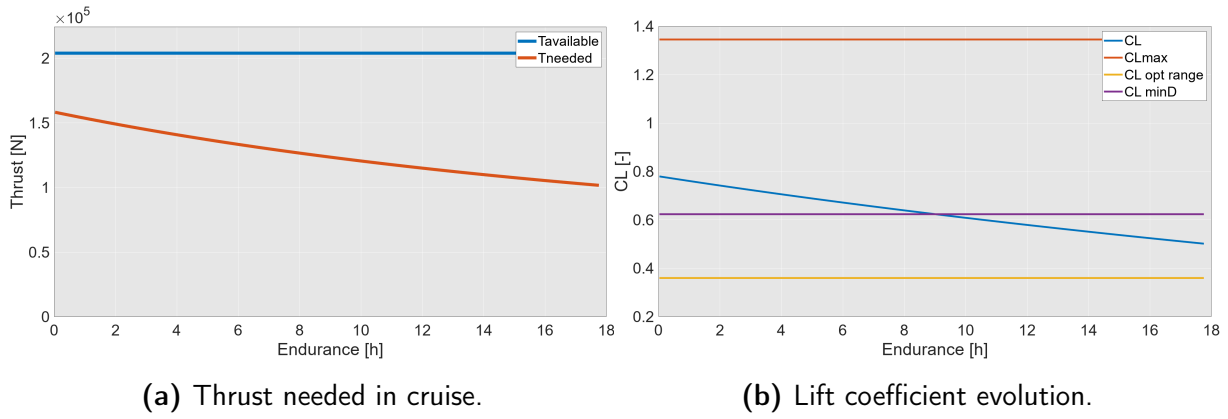 ×10⁵
2
1.5
1
0.5
0
Thrust [N]
Tavailable
Tneeded
0 2 4 6 8 10 12 14 16 18
Endurance [h]
(a) Thrust needed in cruise.
1.4
1.2
1
0.8
0.6
0.4
0.2
CL [-]
CL
CLmax
CL opt range
CL minD
0 2 4 6 8 10 12 14 16 18
Endurance [h]
(b) Lift coefficient evolution.